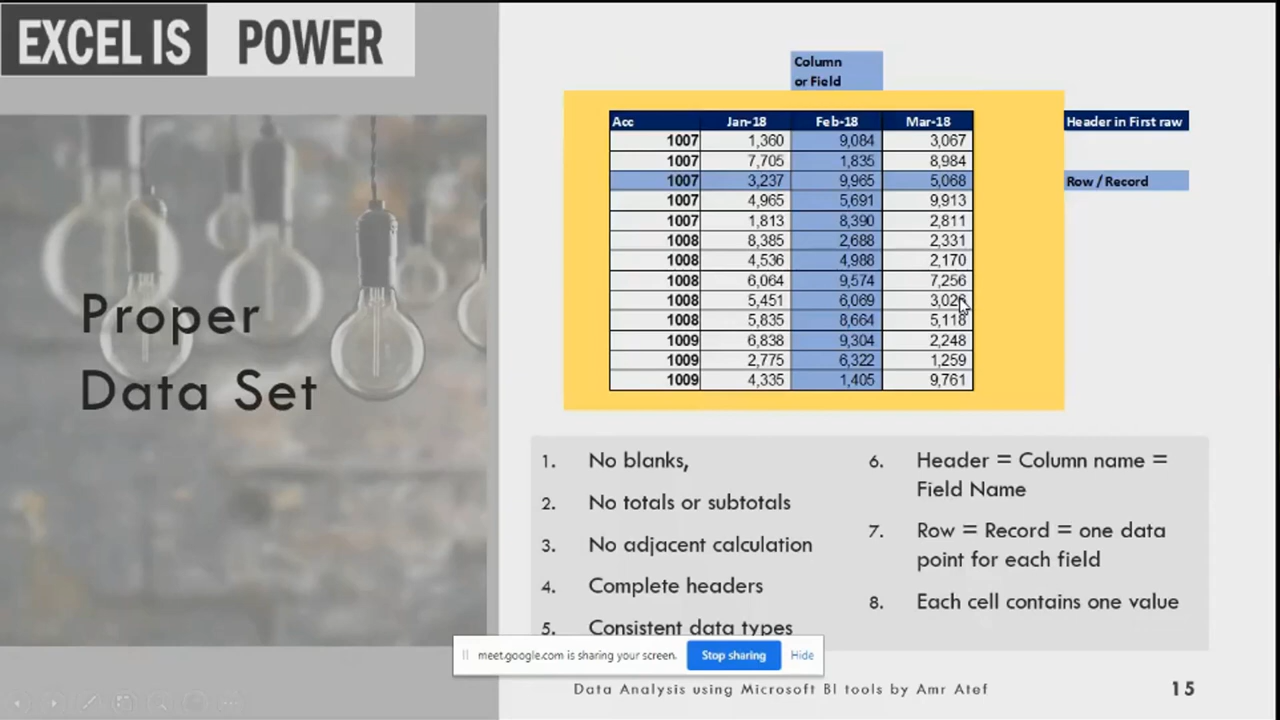 EXCEL IS POWER
Column
or Field
Acc Jan-18 Feb-18 Mar-18
Header in First raw
1007 1,360 9,084 3,067
1007 7,705 1,835 8,984
1007 3,237 9,965 5,068
Row / Record
1007 4,965 5,691 9,913
1007 1,813 8,390 2,811
1008 8,385 2,688 2,331
1008 4,536 4,988 2,170
1008 6,064 9,574 7,256
1008 5,451 6,069
1008 5,835 8,664 5,118
1009 6,838 9,304 2,248
1009 2,775 6,322 1,259
1009 4,335 1,405 9,761
Proper
Data Set
1. No blanks,
2. No totals or subtotals
3. No adjacent calculation
4. Complete headers
5. Consistent data types
6. Header = Column name =
Field Name
7. Row = Record = one data
point for each field
8. Each cell contains one value
meet.google.com is sharing your screen. Stop sharing Hide
Data Analysis using Microsoft BI tools by Amr Atef 15